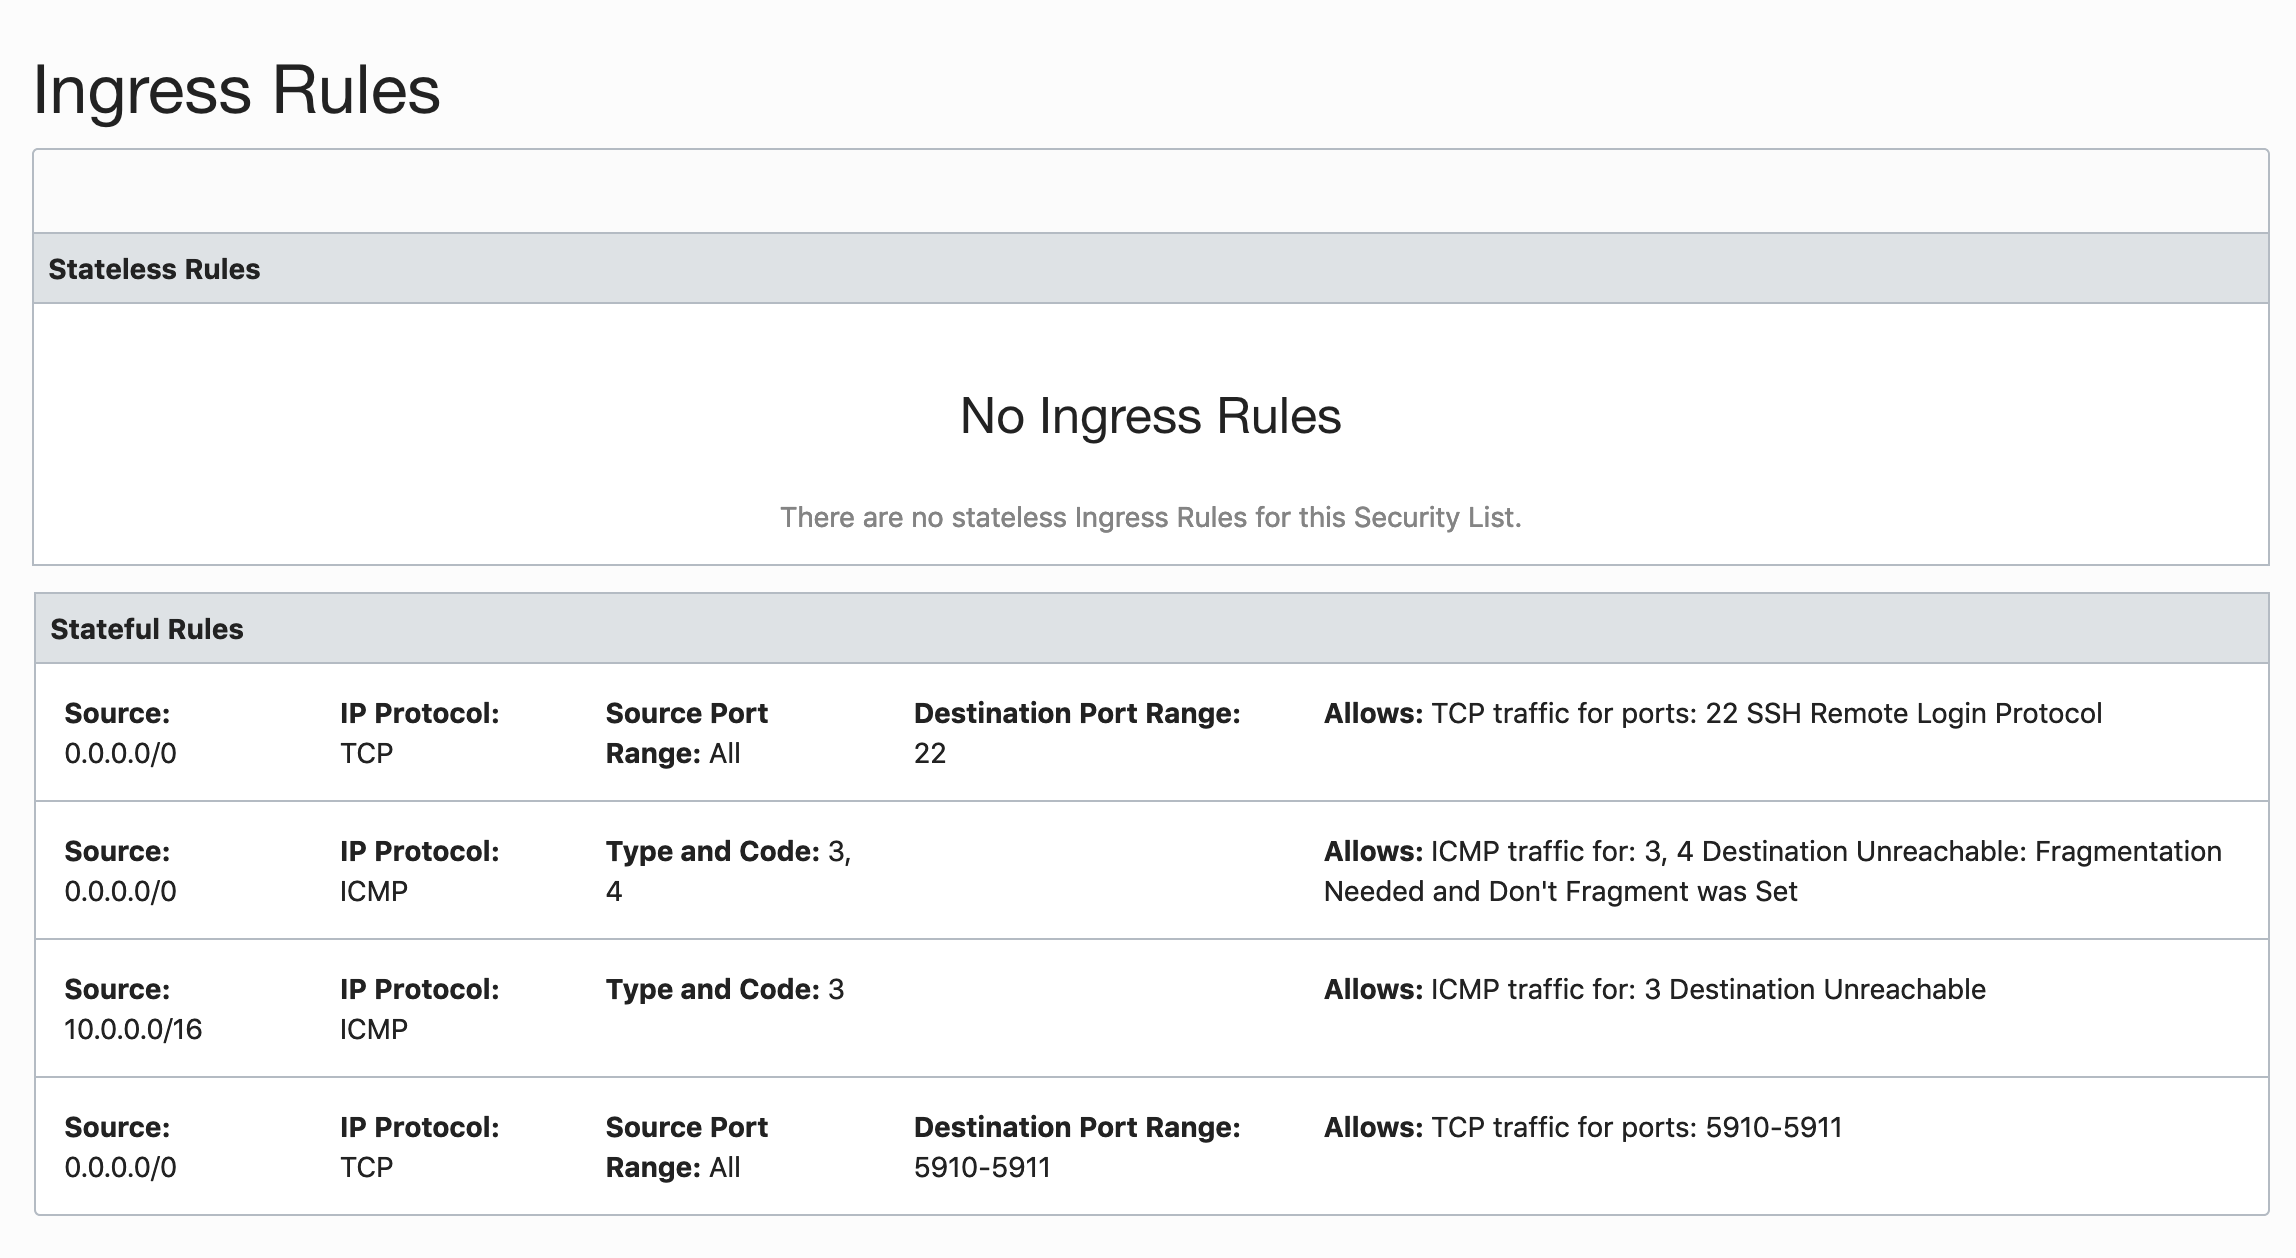 Ingress Rules
Stateless Rules
No Ingress Rules
There are no stateless Ingress Rules for this Security List.
Stateful Rules
Source:
0.0.0.0/0
IP Protocol:
TCP
Source Port
Range: All
Destination Port Range:
22
Allows: TCP traffic for ports: 22 SSH Remote Login Protocol
Source:
0.0.0.0/0
IP Protocol:
ICMP
Type and Code: 3,
4
Allows: ICMP traffic for: 3, 4 Destination Unreachable: Fragmentation
Needed and Don't Fragment was Set
Source:
10.0.0.0/16
IP Protocol:
ICMP
Type and Code: 3
Allows: ICMP traffic for: 3 Destination Unreachable
Source:
0.0.0.0/0
IP Protocol:
TCP
Source Port
Range: All
Destination Port Range:
5910-5911
Allows: TCP traffic for ports: 5910-5911